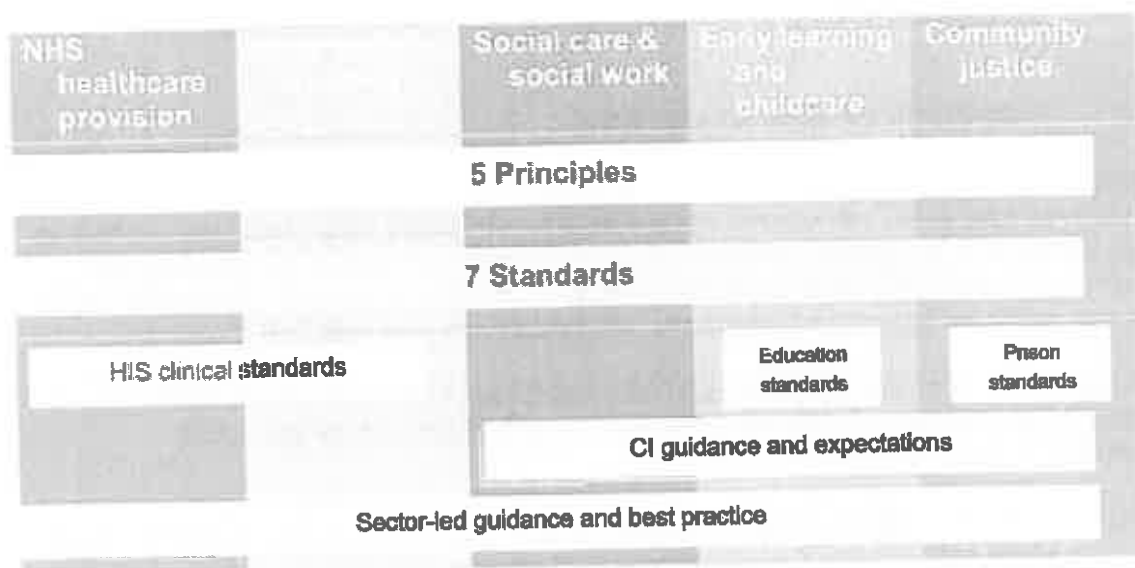 NHS
healthcare
provision
Social care &
social work
Early learning
and
childcare
Community
justice
5 Principles
7 Standards
HIS clinical standards
Education
standards
Prison
standards
CI guidance and expectations
Sector-led guidance and best practice